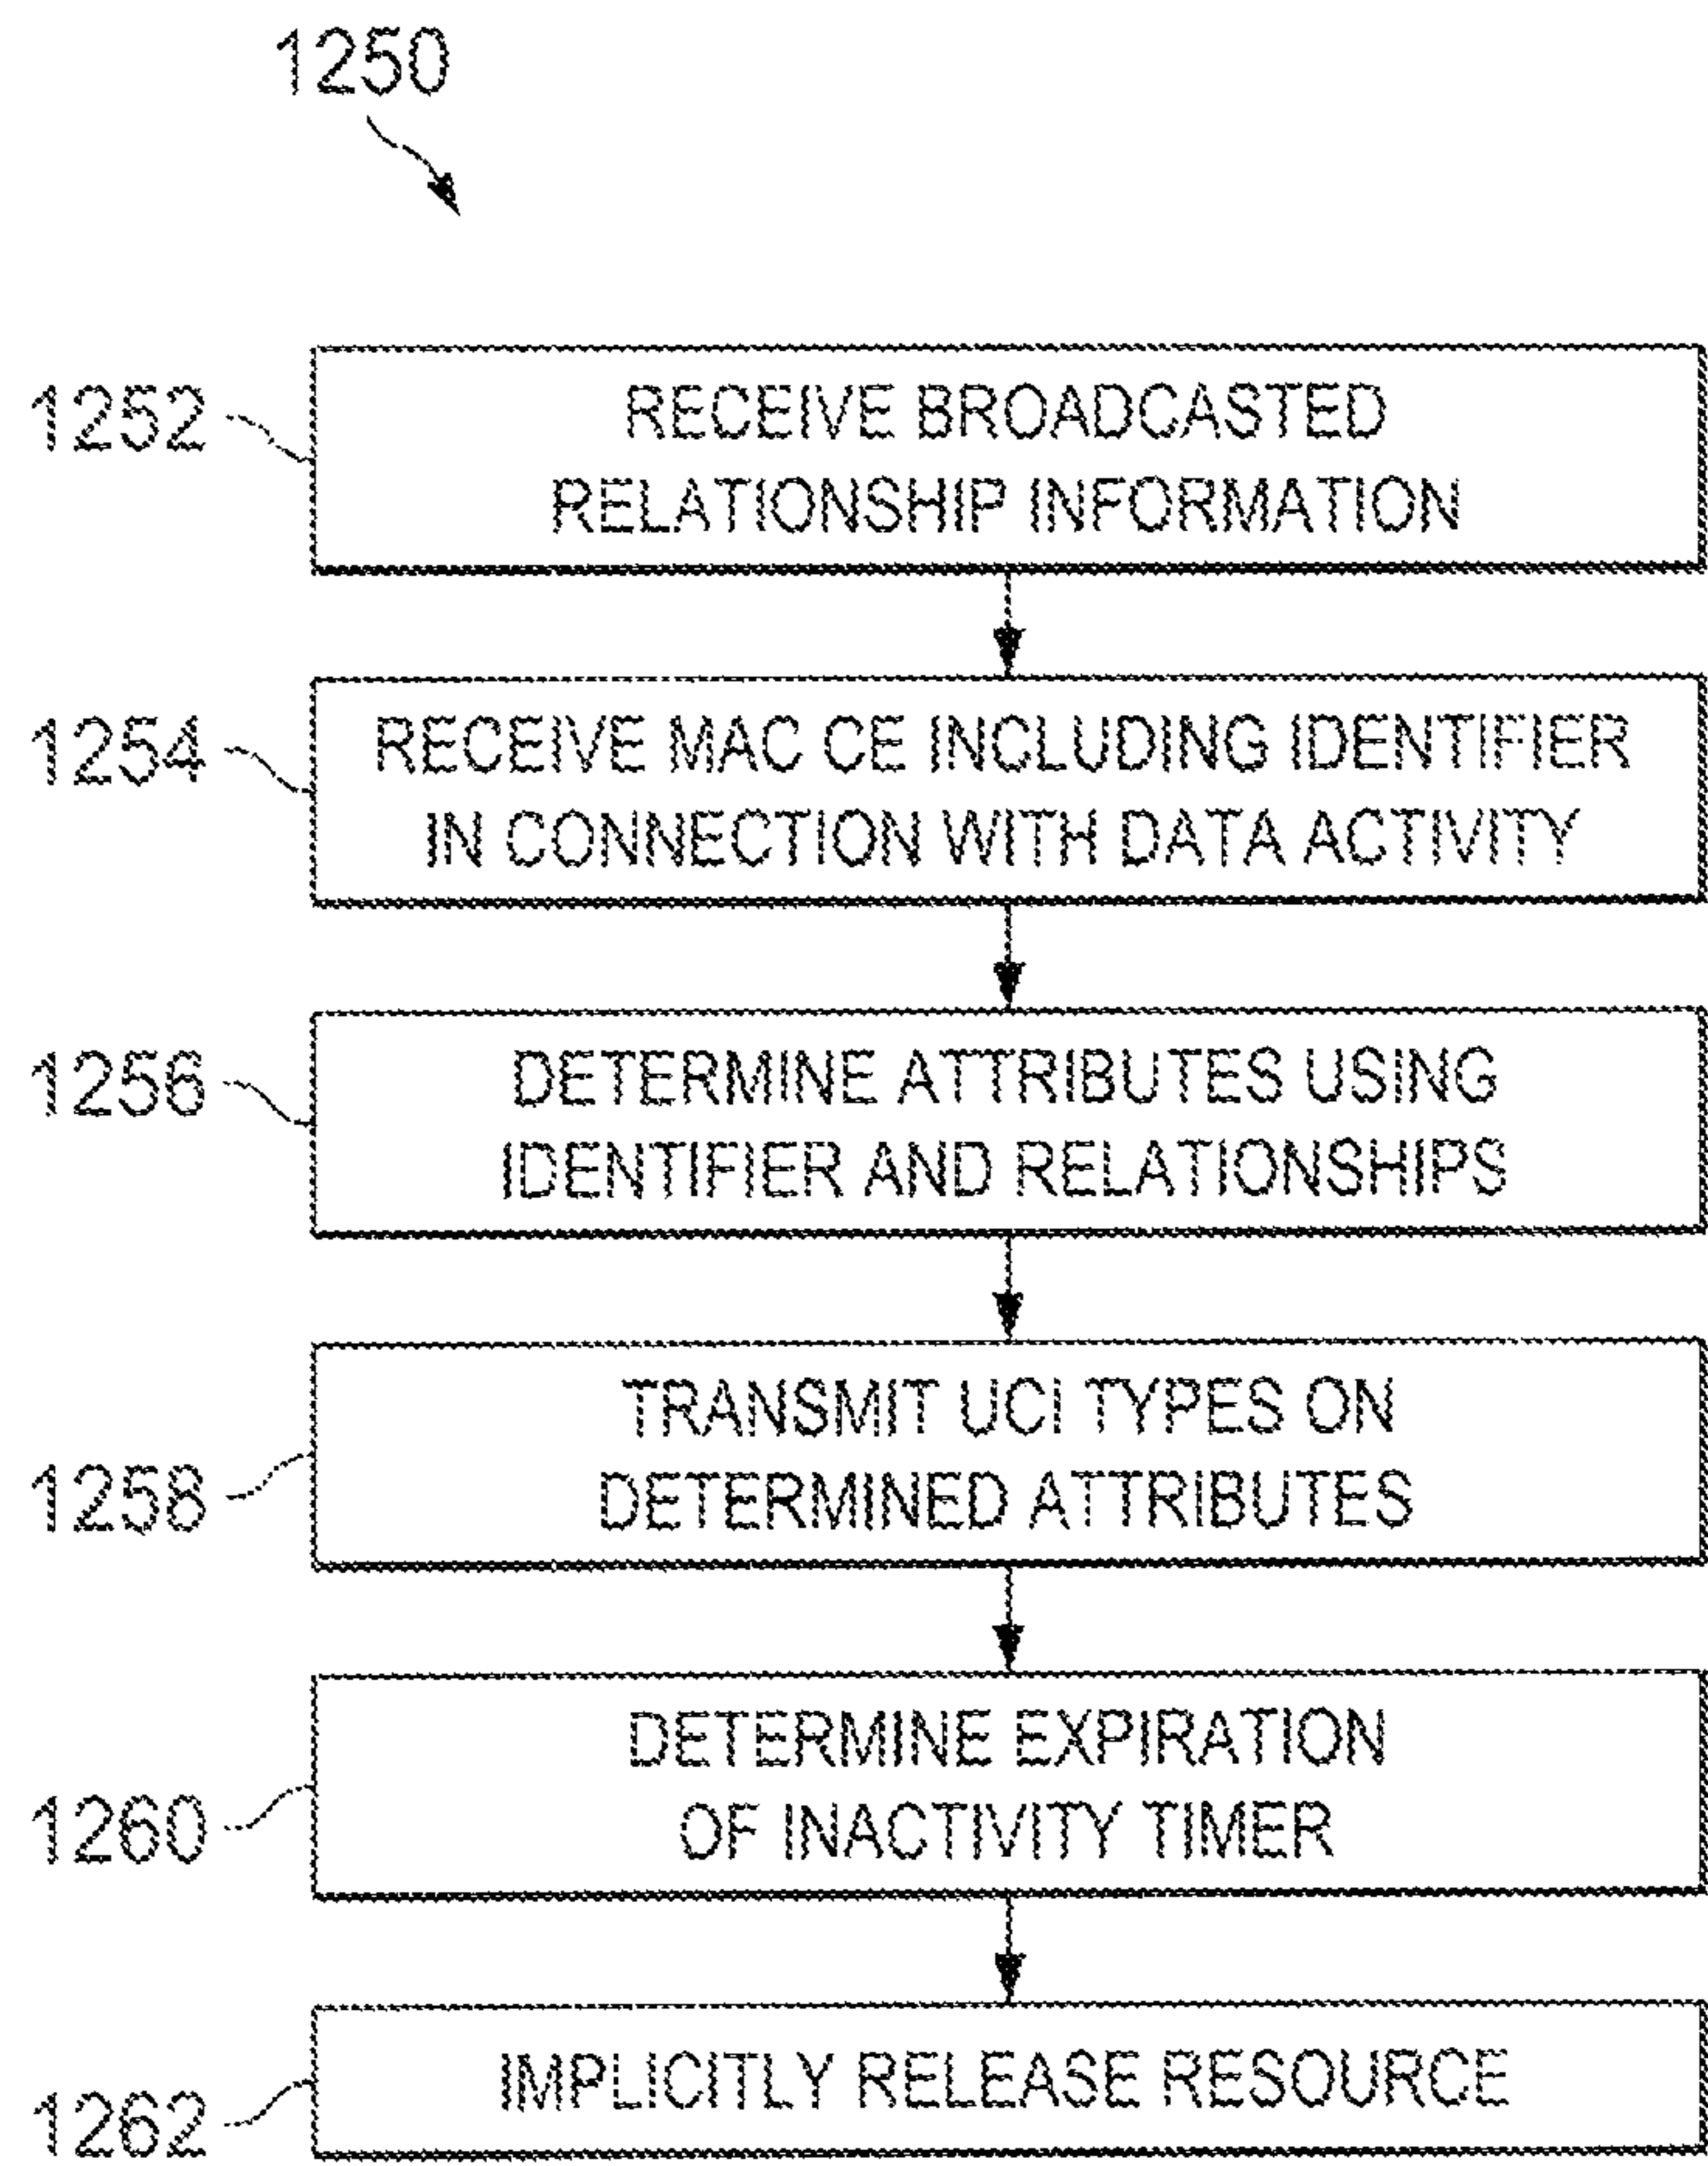 1250
1252
RECEIVE BROADCASTED
RELATIONSHIP INFORMATION
1254
RECEIVE MAC CE INCLUDING IDENTIFIER
IN CONNECTION WITH DATA ACTIVITY
1256
DETERMINE ATTRIBUTES USING
IDENTIFIER AND RELATIONSHIPS
1258
TRANSMIT UCI TYPES ON
DETERMINED ATTRIBUTES
1260
DETERMINE EXPIRATION
OF INACTIVITY TIMER
1262
IMPLICITLY RELEASE RESOURCE